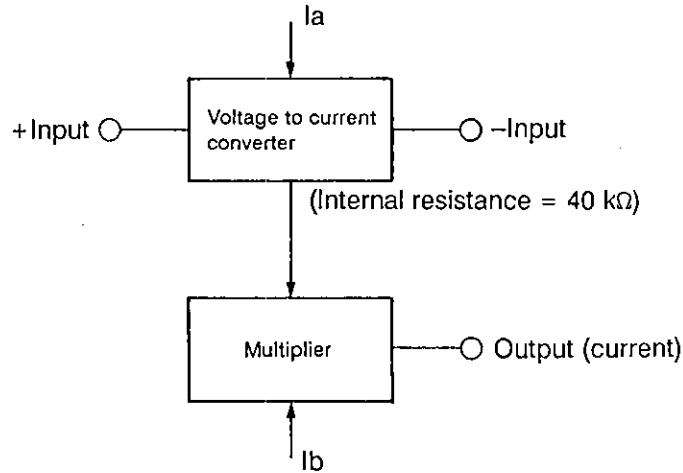 Ia
+Input
Voltage to current
converter
−Input
(Internal resistance = 40 kΩ)
Multiplier
Output (current)
Ib